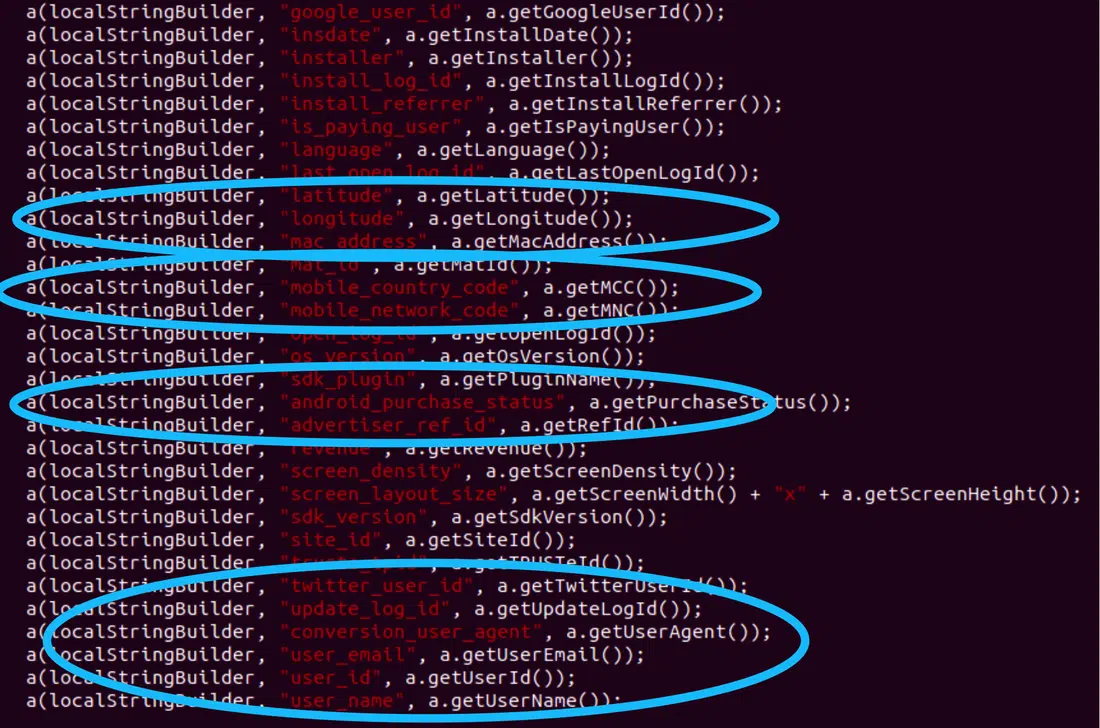 a(localStringBuilder, "google_user_id", a.getGoogleUserId());
a(localStringBuilder, "insdate", a.getInstallDate());
a(localStringBuilder, "installer", a.getInstaller());
a(localStringBuilder, "install_log_id", a.getInstallLogId());
a(localStringBuilder, "install_referrer", a.getInstallReferrer());
a(localStringBuilder, "is_paying_user", a.getIsPayingUser());
a(localStringBuilder, "language", a.getLanguage());
a(localStringBuilder, "last_open_log_id", a.getLastOpenLogId());
a(localStringBuilder, "latitude", a.getLatitude());
a(localStringBuilder, "longitude", a.getLongitude());
a(localStringBuilder, "mac_address", a.getMacAddress());
a(localStringBuilder, "mat_id", a.getMatId());
a(localStringBuilder, "mobile_country_code", a.getMCC());
a(localStringBuilder, "mobile_network_code", a.getMNC());
a(localStringBuilder, "open_log_id", a.getOpenLogId());
a(localStringBuilder, "os_version", a.getOsVersion());
a(localStringBuilder, "sdk_plugin", a.getPluginName());
a(localStringBuilder, "android_purchase_status", a.getPurchaseStatus());
a(localStringBuilder, "advertiser_ref_id", a.getRefId());
a(localStringBuilder, "revenue", a.getRevenue());
a(localStringBuilder, "screen_density", a.getScreenDensity());
a(localStringBuilder, "screen_layout_size", a.getScreenWidth() + "x" + a.getScreenHeight());
a(localStringBuilder, "sdk_version", a.getSdkVersion());
a(localStringBuilder, "site_id", a.getSiteId());
a(localStringBuilder, "truste_tpid", a.getTRUSTeId());
a(localStringBuilder, "twitter_user_id", a.getTwitterUserId());
a(localStringBuilder, "update_log_id", a.getUpdateLogId());
a(localStringBuilder, "conversion_user_agent", a.getUserAgent());
a(localStringBuilder, "user_email", a.getUserEmail());
a(localStringBuilder, "user_id", a.getUserId());
a(localStringBuilder, "user_name", a.getUserName());